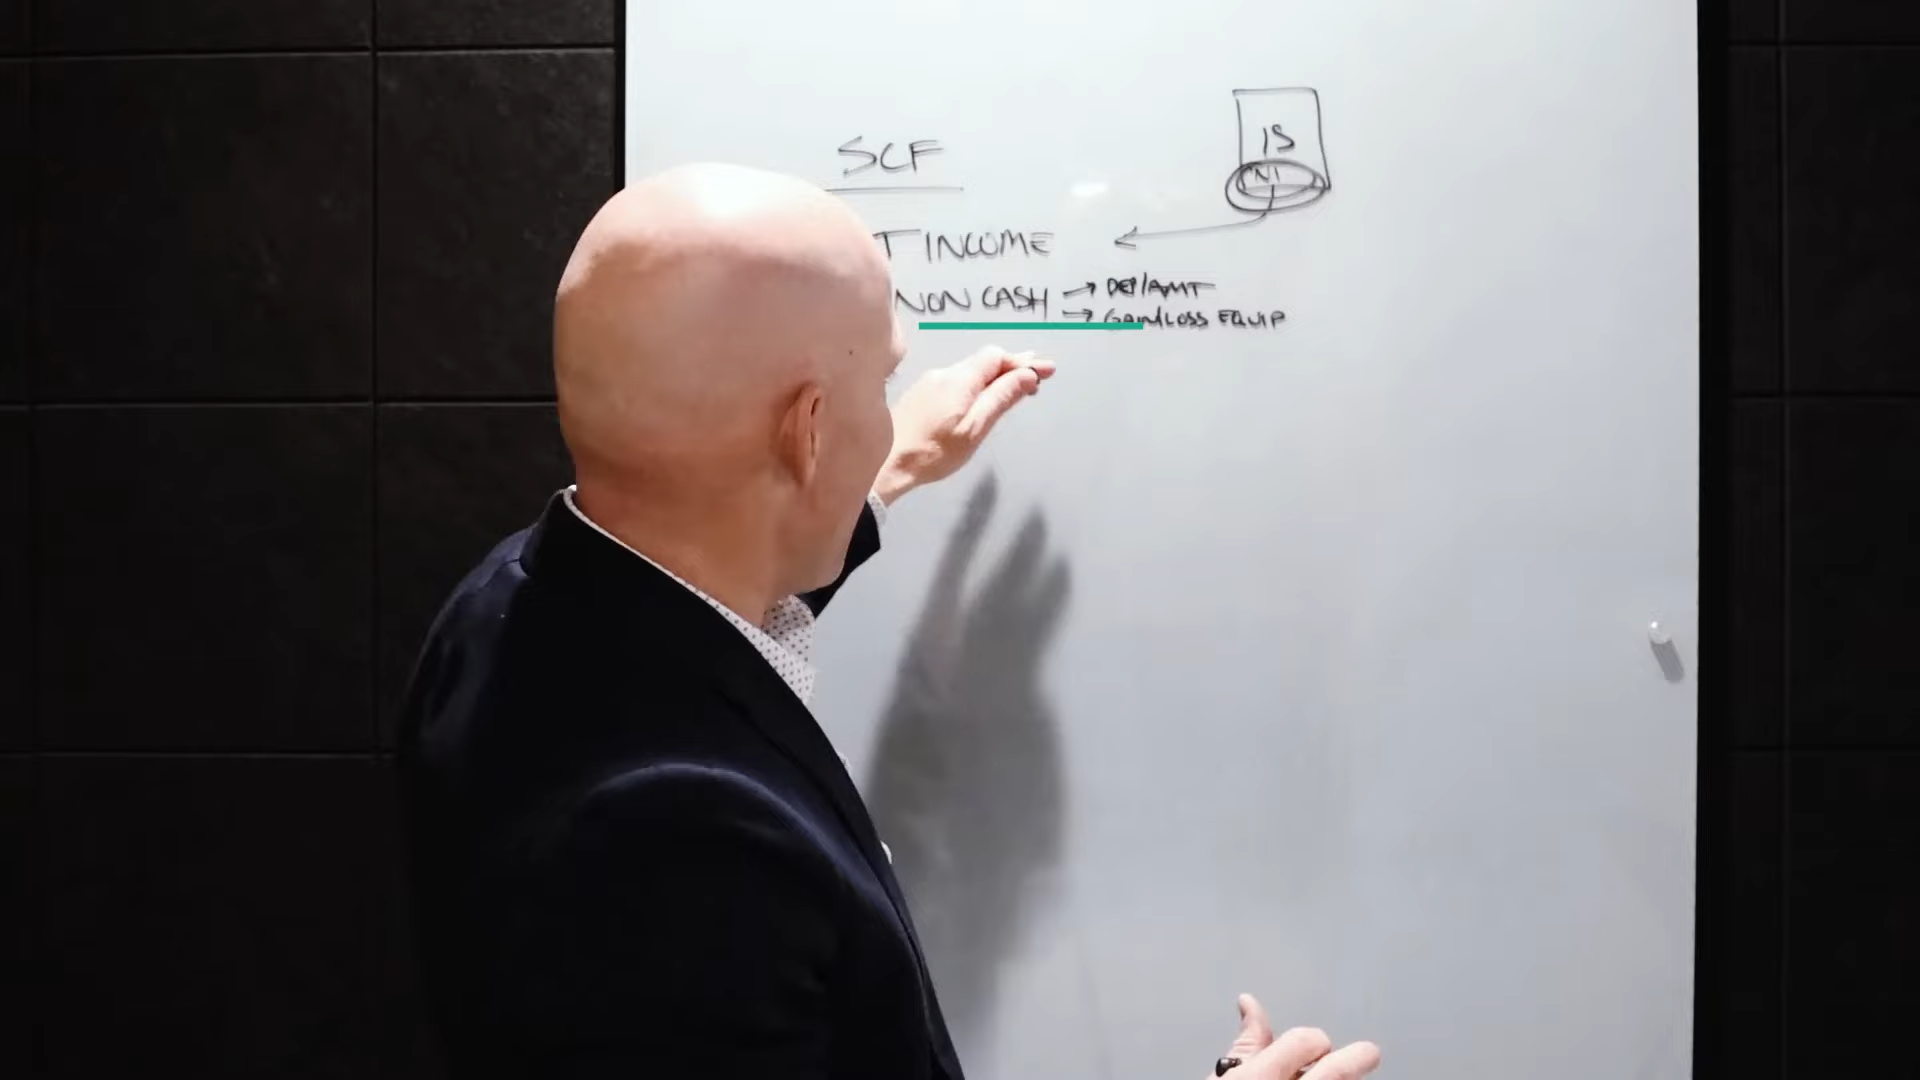 SCF
IS
NI
T INCOME
NON CASH → DEP/AMT
→ GAIN/LOSS EQUIP